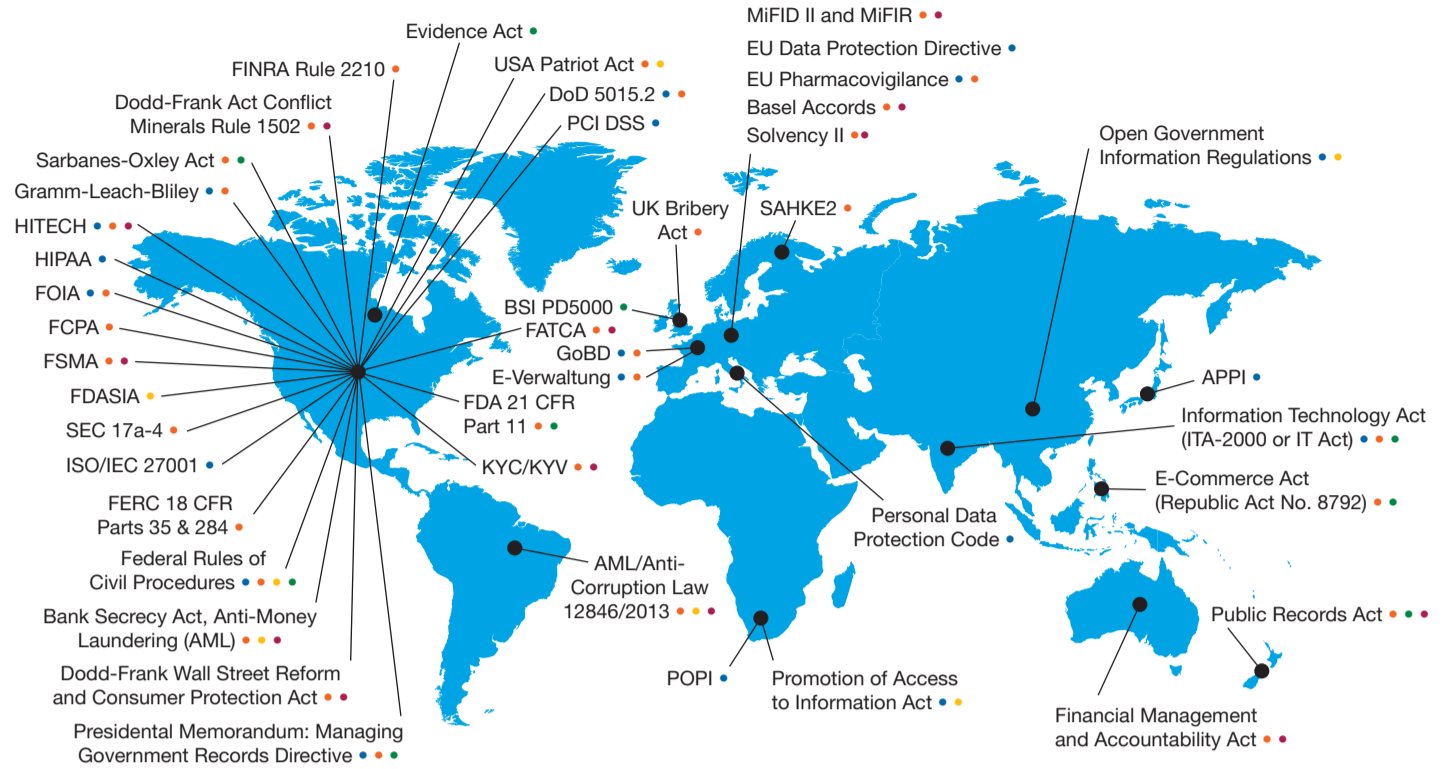 Evidence Act
FINRA Rule 2210
USA Patriot Act
Dodd-Frank Act Conflict
Minerals Rule 1502
DoD 5015.2
PCI DSS
Sarbanes-Oxley Act
Gramm-Leach-Bliley
HITECH
HIPAA
FOIA
FCPA
FSMA
FDASIA
SEC 17a-4
ISO/IEC 27001
FERC 18 CFR
Parts 35 & 284
Federal Rules of
Civil Procedures
Bank Secrecy Act, Anti-Money
Laundering (AML)
Dodd-Frank Wall Street Reform
and Consumer Protection Act
Presidental Memorandum: Managing
Government Records Directive
MiFID II and MiFIR
EU Data Protection Directive
EU Pharmacovigilance
Basel Accords
Solvency II
UK Bribery
Act
SAHKE2
BSI PD5000
FATCA
GoBD
E-Verwaltung
FDA 21 CFR
Part 11
KYC/KYV
AML/Anti-
Corruption Law
12846/2013
Personal Data
Protection Code
POPI
Promotion of Access
to Information Act
Open Government
Information Regulations
APPI
Information Technology Act
(ITA-2000 or IT Act)
E-Commerce Act
(Republic Act No. 8792)
Public Records Act
Financial Management
and Accountability Act